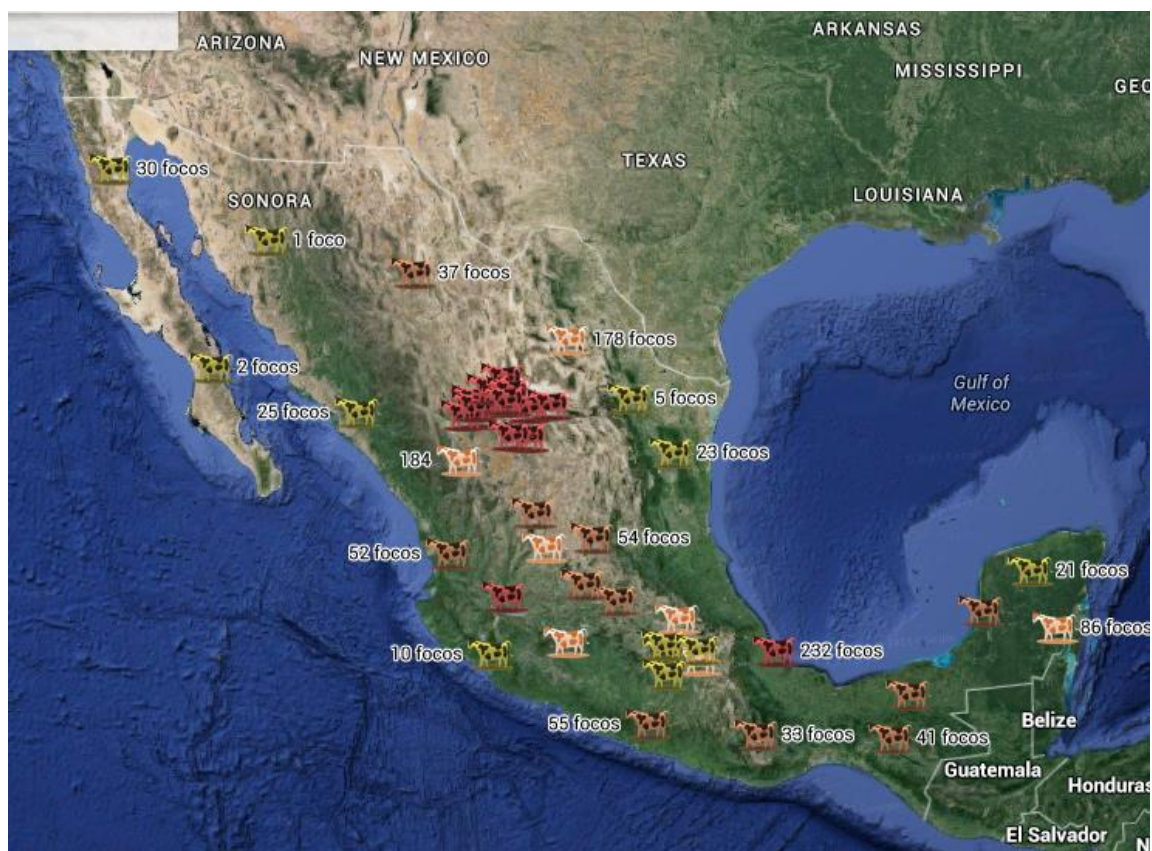 ARIZONA
NEW MEXICO
ARKANSAS
MISSISSIPPI
GEO
TEXAS
30 focos
SONORA
LOUISIANA
1 foco
37 focos
178 focos
2 focos
25 focos
5 focos
Gulf of
Mexico
184
23 focos
54 focos
52 focos
21 focos
86 focos
10 focos
232 focos
55 focos
33 focos
41 focos
Belize
Guatemala
Honduras
El Salvador
N